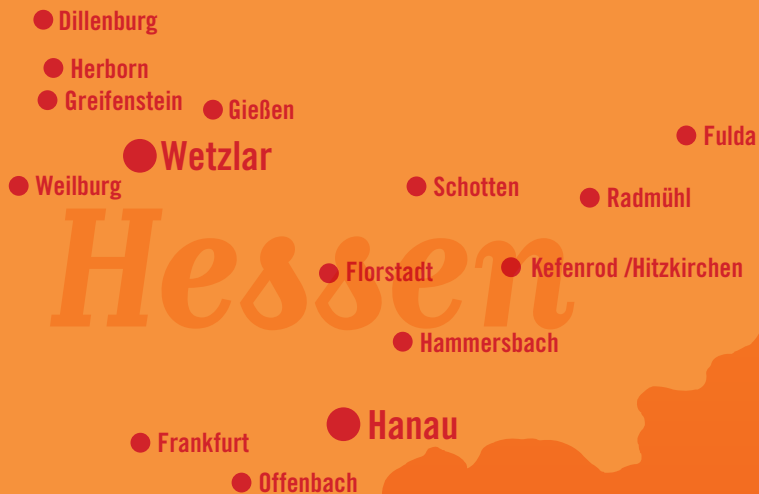 Dillenburg
Herborn
Greifenstein
Gießen
Fulda
Wetzlar
Weilburg
Schotten
Radmühl
Hessen
Florstadt
Kefenrod /Hitzkirchen
Hammersbach
Hanau
Frankfurt
Offenbach